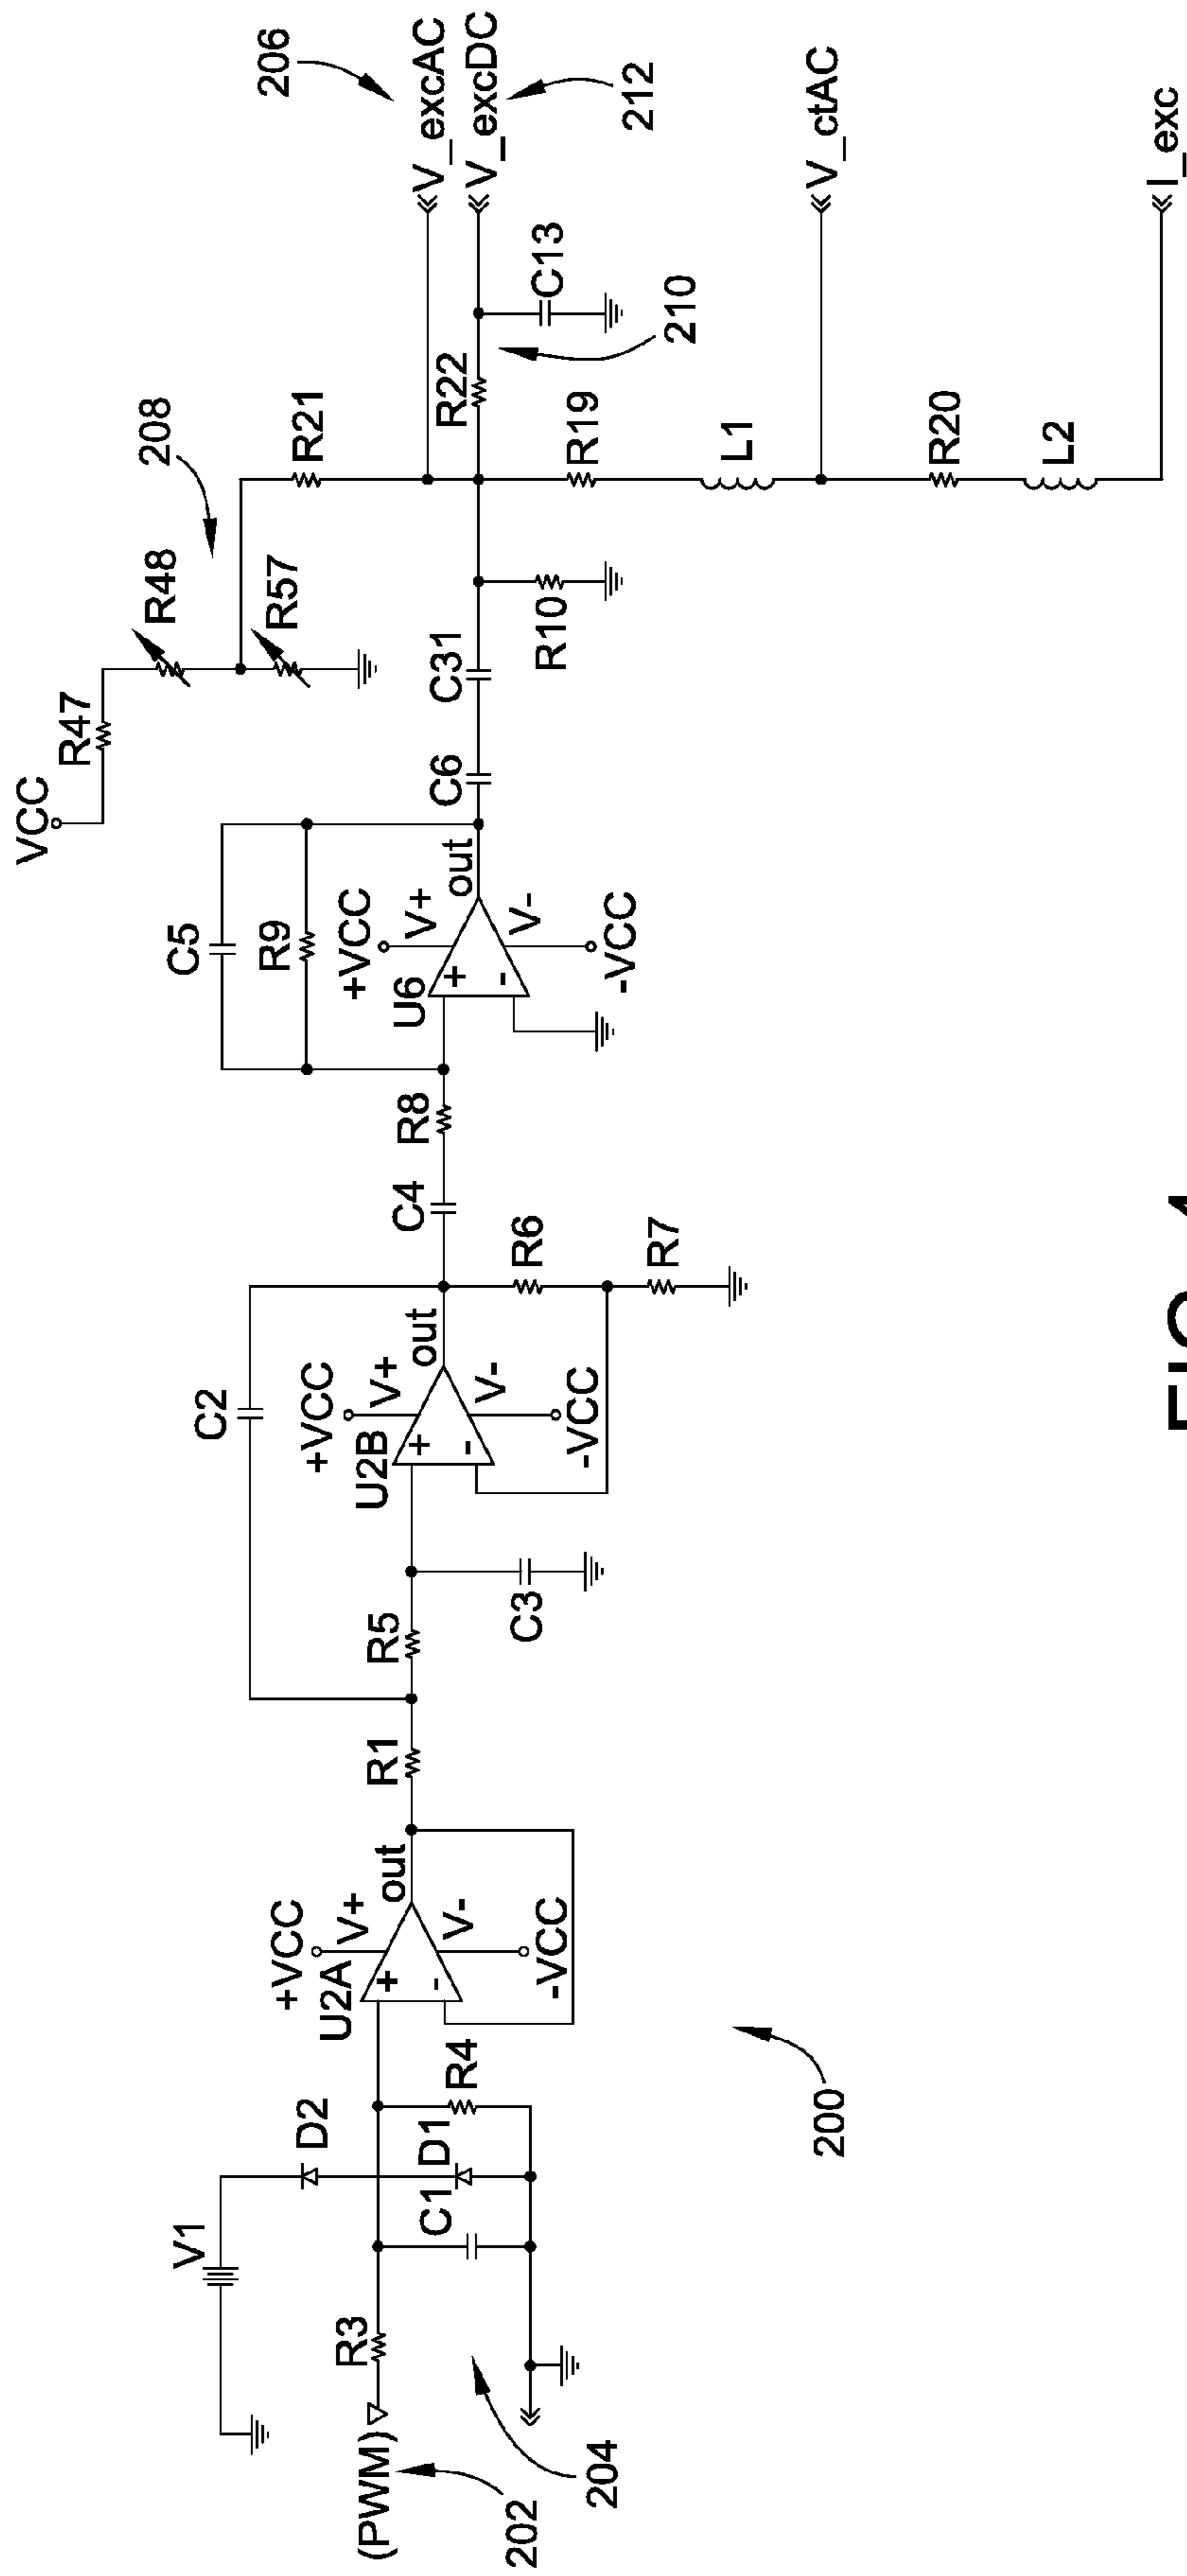 VCC
R47
R48
208
R57
R21
206
V_excAC
V_excDC
212
C5
R9
+VCC
V+
U6
+
-
out
V-
-VCC
C6
C31
R10
R22
C13
210
R19
L1
V_ctAC
R20
L2
I_exc
C2
+VCC
V+
U2B
+
-
out
V-
-VCC
C4
R8
R6
R7
R1
R5
C3
V1
D2
+VCC
V+
U2A
+
-
out
V-
-VCC
R3
C1
D1
R4
(PWM)
202
204
200